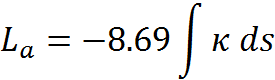 L_a = −8.69 ∫ κ ds